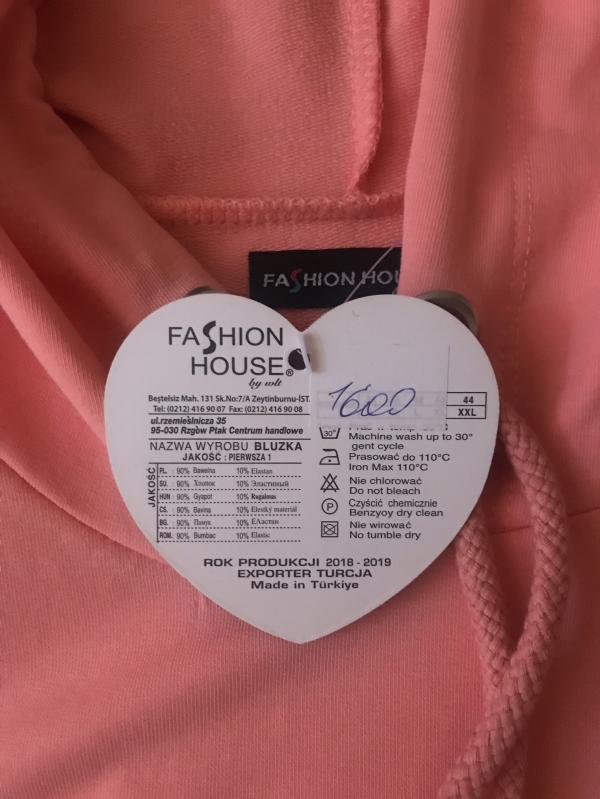 FASHION HOU
FASHION
HOUSE®
by wlt
Beştelsiz Mah. 131 Sk.No:7/A Zeytinburnu-İST.
Tel: (0212) 416 90 07 Fax: (0212) 416 90 08
ul.rzemieślnicza 35
95-030 Rzgów Ptak Centrum handlowe
NAZWA WYROBU BLUZKA
JAKOŚĆ : PIERWSZA 1
JAKOŚĆ
PL. : 90% Bawelna 10% Elastan
SU. : 90% Хлопок 10% Эластиный
HUN : 90% Gyapot 10% Rugalmas
CS. : 90% Bavlna 10% Elestký materiál
BG. : 90% Памук 10% ЕЛастан
ROM. : 90% Bumbac 10% Elastic
1600
44
XXL
30°
Machine wash up to 30°
gent cycle
Prasować do 110°C
Iron Max 110°C
Nie chlorować
Do not bleach
P
Czyścić chemicznie
Benzyoy dry clean
Nie wirować
No tumble dry
ROK PRODUKCJI 2018 - 2019
EXPORTER TURCJA
Made in Türkiye